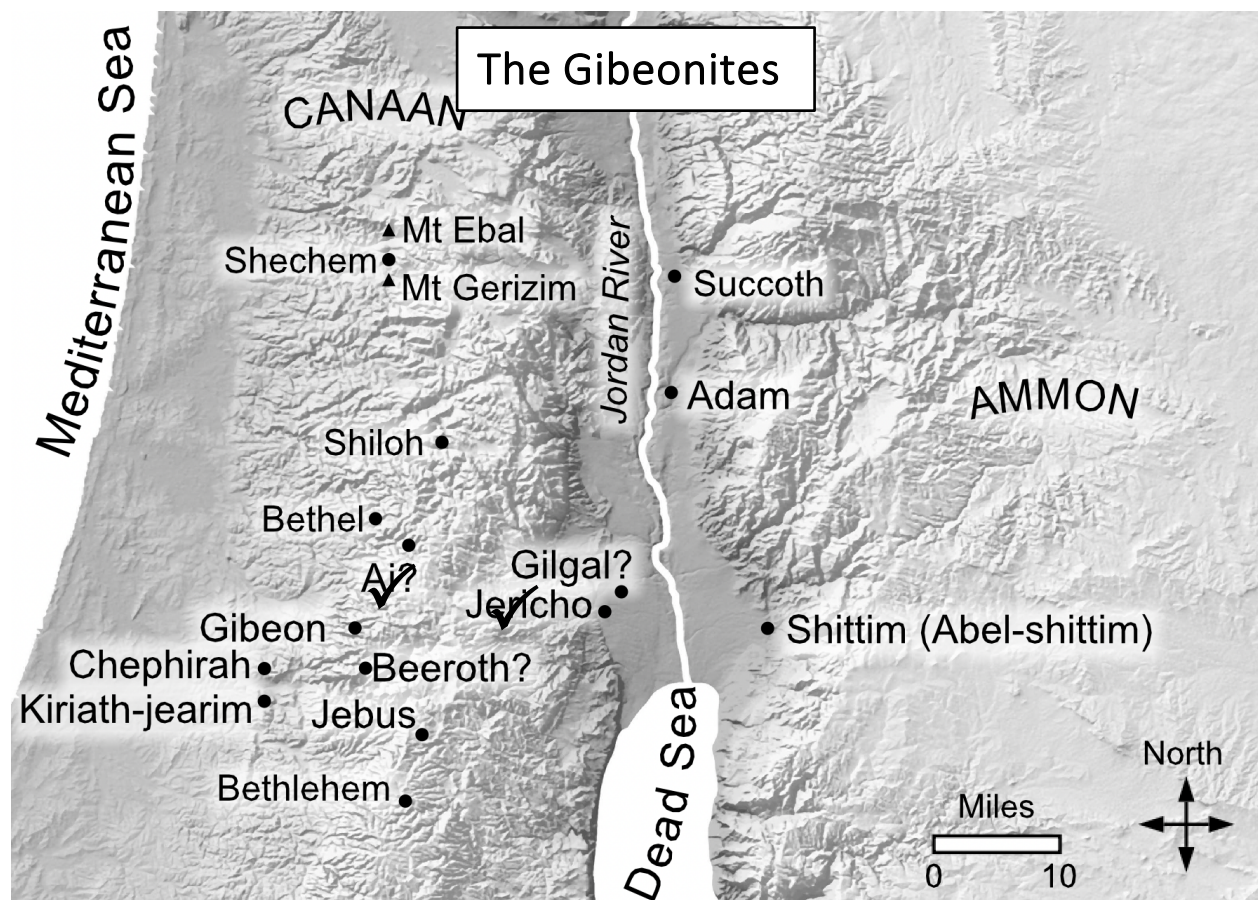 The Gibeonites
Mediterranean Sea
CANAAN
Mt Ebal
Shechem
Mt Gerizim
Jordan River
Succoth
Adam
AMMON
Shiloh
Bethel
Ai?
Gilgal?
Jericho
Gibeon
Shittim (Abel-shittim)
Chephirah
Beeroth?
Kiriath-jearim
Jebus
Bethlehem
Dead Sea
North
Miles
0 10